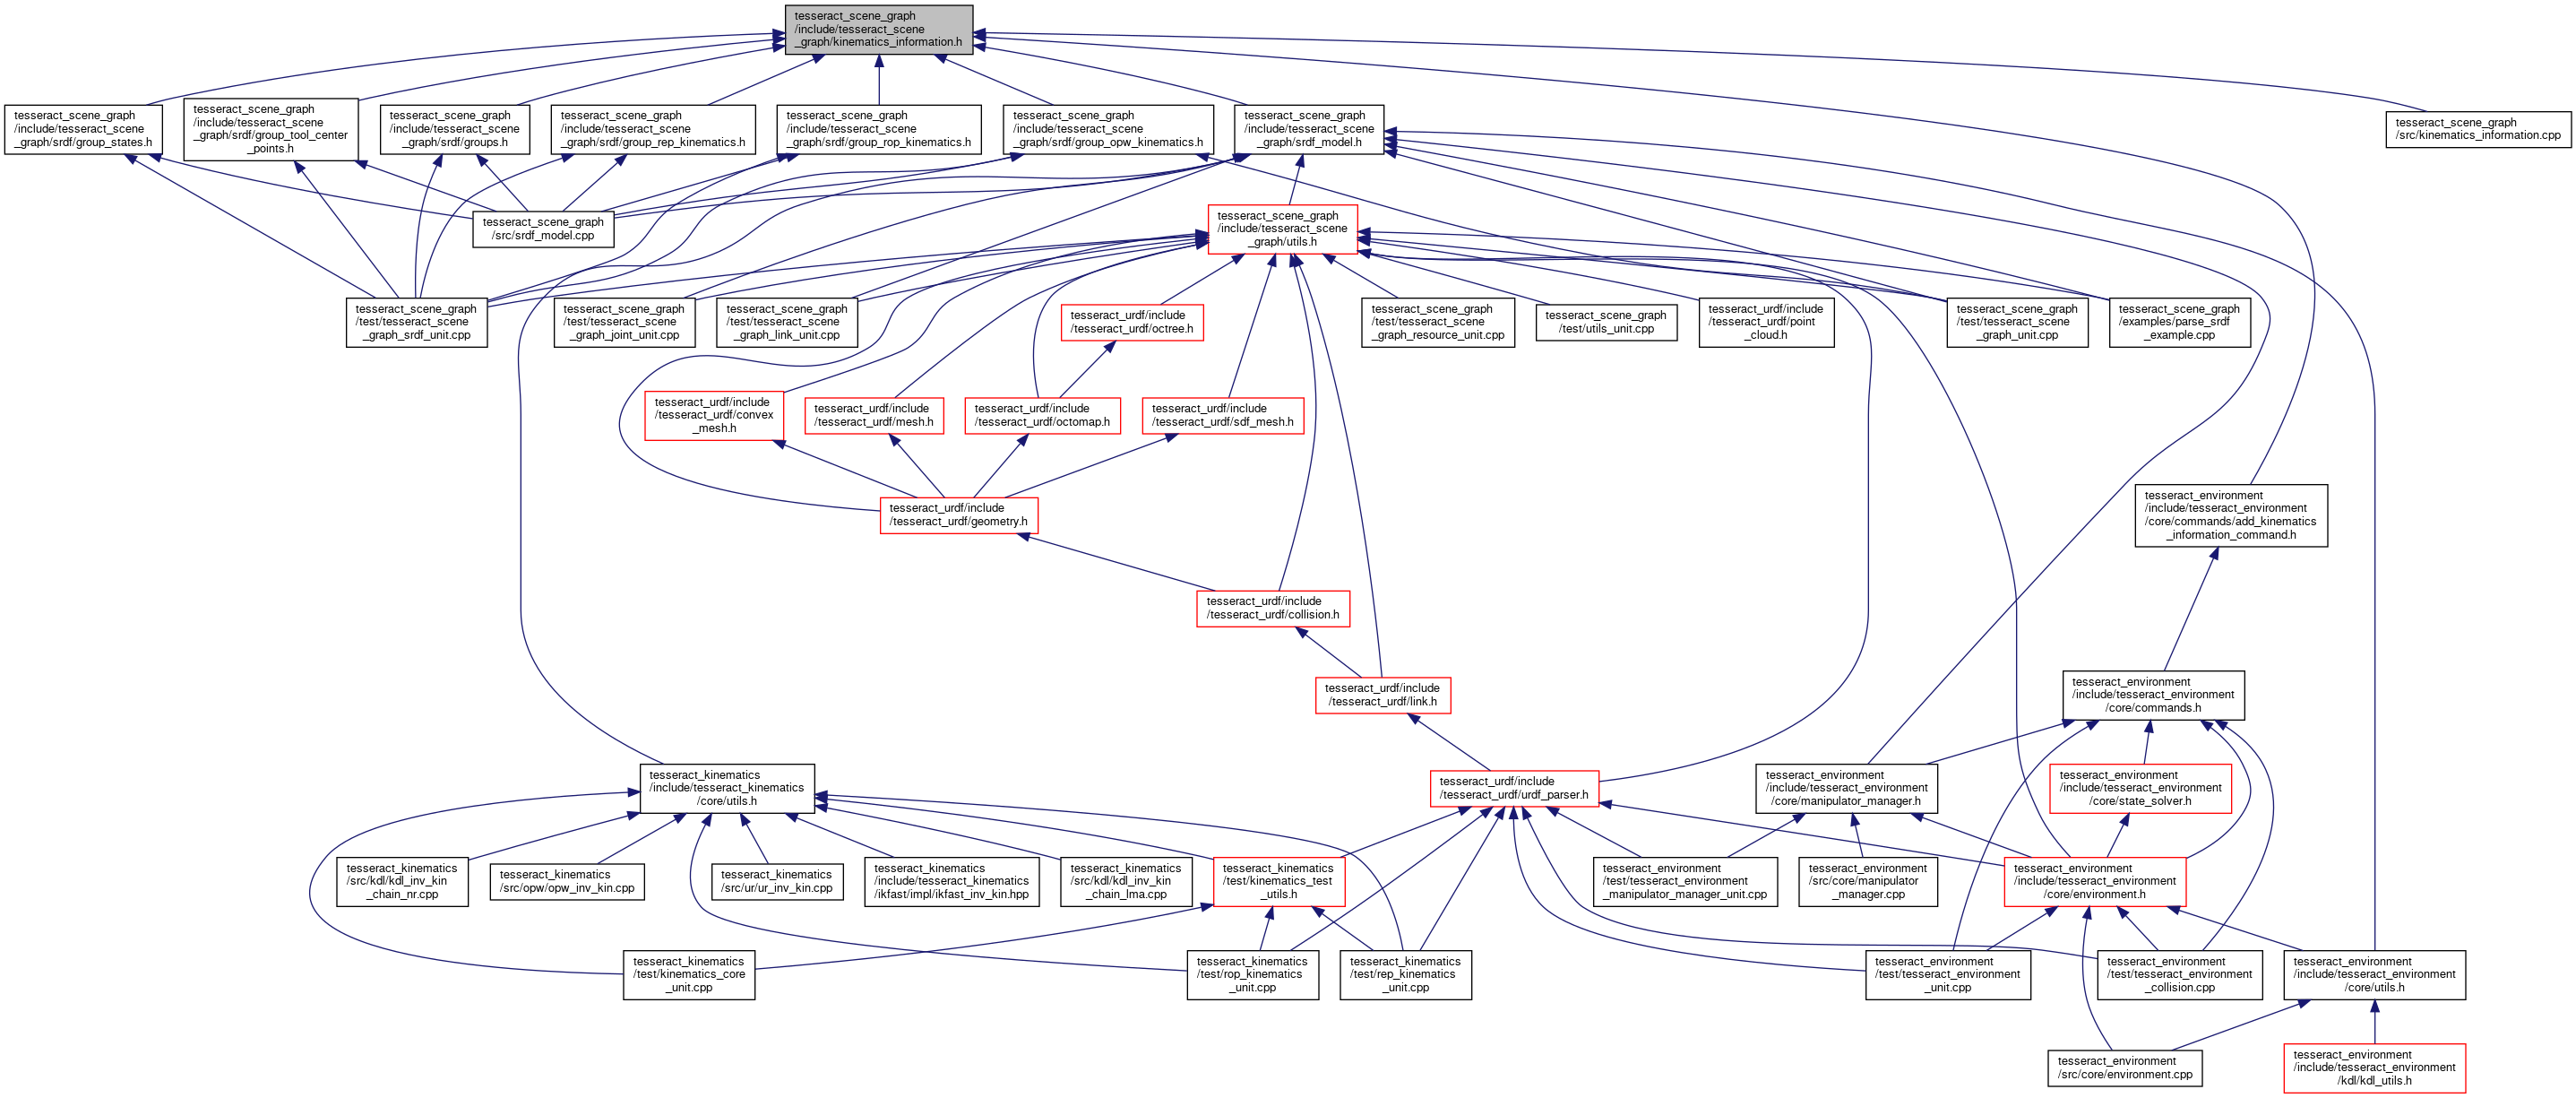 tesseract_scene_graph
/include/tesseract_scene
_graph/kinematics_information.h
tesseract_scene_graph
/include/tesseract_scene
_graph/srdf/group_states.h
tesseract_scene_graph
/include/tesseract_scene
_graph/srdf/group_tool_center
_points.h
tesseract_scene_graph
/include/tesseract_scene
_graph/srdf/groups.h
tesseract_scene_graph
/include/tesseract_scene
_graph/srdf/group_rep_kinematics.h
tesseract_scene_graph
/include/tesseract_scene
_graph/srdf/group_rop_kinematics.h
tesseract_scene_graph
/include/tesseract_scene
_graph/srdf/group_opw_kinematics.h
tesseract_scene_graph
/include/tesseract_scene
_graph/srdf_model.h
tesseract_scene_graph
/src/kinematics_information.cpp
tesseract_scene_graph
/src/srdf_model.cpp
tesseract_scene_graph
/include/tesseract_scene
_graph/utils.h
tesseract_scene_graph
/test/tesseract_scene
_graph_srdf_unit.cpp
tesseract_scene_graph
/test/tesseract_scene
_graph_joint_unit.cpp
tesseract_scene_graph
/test/tesseract_scene
_graph_link_unit.cpp
tesseract_urdf/include
/tesseract_urdf/octree.h
tesseract_scene_graph
/test/tesseract_scene
_graph_resource_unit.cpp
tesseract_scene_graph
/test/utils_unit.cpp
tesseract_urdf/include
/tesseract_urdf/point
_cloud.h
tesseract_scene_graph
/test/tesseract_scene
_graph_unit.cpp
tesseract_scene_graph
/examples/parse_srdf
_example.cpp
tesseract_urdf/include
/tesseract_urdf/convex
_mesh.h
tesseract_urdf/include
/tesseract_urdf/mesh.h
tesseract_urdf/include
/tesseract_urdf/octomap.h
tesseract_urdf/include
/tesseract_urdf/sdf_mesh.h
tesseract_urdf/include
/tesseract_urdf/geometry.h
tesseract_environment
/include/tesseract_environment
/core/commands/add_kinematics
_information_command.h
tesseract_urdf/include
/tesseract_urdf/collision.h
tesseract_urdf/include
/tesseract_urdf/link.h
tesseract_environment
/include/tesseract_environment
/core/commands.h
tesseract_kinematics
/include/tesseract_kinematics
/core/utils.h
tesseract_urdf/include
/tesseract_urdf/urdf_parser.h
tesseract_environment
/include/tesseract_environment
/core/manipulator_manager.h
tesseract_environment
/include/tesseract_environment
/core/state_solver.h
tesseract_kinematics
/src/kdl/kdl_inv_kin
_chain_nr.cpp
tesseract_kinematics
/src/opw/opw_inv_kin.cpp
tesseract_kinematics
/src/ur/ur_inv_kin.cpp
tesseract_kinematics
/include/tesseract_kinematics
/ikfast/impl/ikfast_inv_kin.hpp
tesseract_kinematics
/src/kdl/kdl_inv_kin
_chain_lma.cpp
tesseract_kinematics
/test/kinematics_test
_utils.h
tesseract_environment
/test/tesseract_environment
_manipulator_manager_unit.cpp
tesseract_environment
/src/core/manipulator
_manager.cpp
tesseract_environment
/include/tesseract_environment
/core/environment.h
tesseract_kinematics
/test/kinematics_core
_unit.cpp
tesseract_kinematics
/test/rop_kinematics
_unit.cpp
tesseract_kinematics
/test/rep_kinematics
_unit.cpp
tesseract_environment
/test/tesseract_environment
_unit.cpp
tesseract_environment
/test/tesseract_environment
_collision.cpp
tesseract_environment
/include/tesseract_environment
/core/utils.h
tesseract_environment
/src/core/environment.cpp
tesseract_environment
/include/tesseract_environment
/kdl/kdl_utils.h